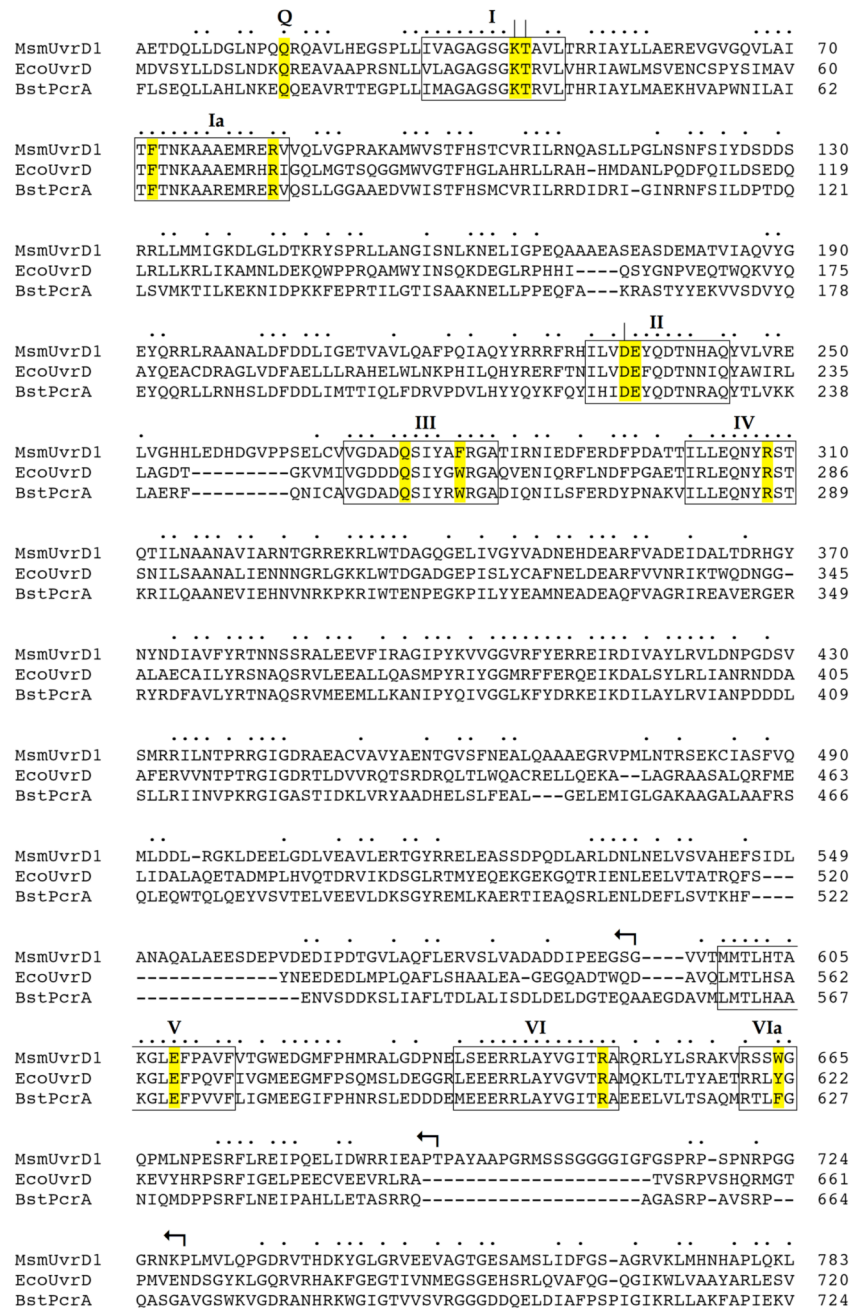 Q I
MsmUvrD1 AETDQLLDGLNPQQRQAVLHEGSPLLIVAGAGSGKTAVLTRRIAYLLAEREVGVGQVLAI 70
EcoUvrD MDVSYLLDSLNDKQREAVAAPRSNLLVLAGAGSGKTRVLVHRIAWLMSVENCSPYSIMAV 60
BstPcrA FLSEQLLAHLNKEQQEAVRTTEGPLLIMAGAGSGKTRVLTHRIAYLMAEKHVAPWNILAI 62
Ia
MsmUvrD1 TFTNKAAAEMRERVVQLVGPRAKAMWVSTFHSTCVRILRNQASLLPGLNSNFSIYDSDDS 130
EcoUvrD TFTNKAAAEMRHRIGQLMGTSQGGMWVGTFHGLAHRLLRAH-HMDANLPQDFQILDSEDQ 119
BstPcrA TFTNKAAREMRERVQSLLGGAAEDVWISTFHSMCVRILRRDIDRI-GINRNFSILDPTDQ 121
MsmUvrD1 RRLLMMIGKDLGLDTKRYSPRLLANGISNLKNELIGPEQAAAEASEASDEMATVIAQVYG 190
EcoUvrD LRLLKRLIKAMNLDEKQWPPRQAMWYINSQKDEGLRPHHI----QSYGNPVEQTWQKVYQ 175
BstPcrA LSVMKTILKEKNIDPKKFEPRTILGTISAAKNELLPPEQFA---KRASTYYEKVVSDVYQ 178
II
MsmUvrD1 EYQRRLRAANALDFDDLIGETVAVLQAFPQIAQYYRRRFRHILVDEYQDTNHAQYVLVRE 250
EcoUvrD AYQEACDRAGLVDFAELLLRAHELWLNKPHILQHYRERFTNILVDEFQDTNNIQYAWIRL 235
BstPcrA EYQQRLLRNHSLDFDDLIMTTIQLFDRVPDVLHYYQYKFQYIHIDEYQDTNRAQYTLVKK 238
III IV
MsmUvrD1 LVGHHLEDHDGVPPSELCVVGDADQSIYAFRGATIRNIEDFERDFPDATTILLEQNYRST 310
EcoUvrD LAGDT---------GKVMIVGDDDQSIYGWRGAQVENIQRFLNDFPGAETIRLEQNYRST 286
BstPcrA LAERF---------QNICAVGDADQSIYRWRGADIQNILSFERDYPNAKVILLEQNYRST 289
MsmUvrD1 QTILNAANAVIARNTGRREKRLWTDAGQGELIVGYVADNEHDEARFVADEIDALTDRHGY 370
EcoUvrD SNILSAANALIENNNGRLGKKLWTDGADGEPISLYCAFNELDEARFVVNRIKTWQDNGG- 345
BstPcrA KRILQAANEVIEHNVNRKPKRIWTENPEGKPILYYEAMNEADEAQFVAGRIREAVERGER 349
MsmUvrD1 NYNDIAVFYRTNNSSRALEEVFIRAGIPYKVVGGVRFYERREIRDIVAYLRVLDNPGDSV 430
EcoUvrD ALAECAILYRSNAQSRVLEEALLQASMPYRIYGGMRFFERQEIKDALSYLRLIANRNDDA 405
BstPcrA RYRDFAVLYRTNAQSRVMEEMLLKANIPYQIVGGLKFYDRKEIKDILAYLRVIANPDDDL 409
MsmUvrD1 SMRRILNTPRRGIGDRAEACVAVYAENTGVSFNEALQAAAEGRVPMLNTRSEKCIASFVQ 490
EcoUvrD AFERVVNTPTRGIGDRTLDVVRQTSRDRQLTLWQACRELLQEKA--LAGRAASALQRFME 463
BstPcrA SLLRIINVPKRGIGASTIDKLVRYAADHELSLFEAL---GELEMIGLGAKAAGALAAFRS 466
MsmUvrD1 MLDDL-RGKLDEELGDLVEAVLERTGYRRELEASSDPQDLARLDNLNELVSVAHEFSIDL 549
EcoUvrD LIDALAQETADMPLHVQTDRVIKDSGLRTMYEQEKGEKGQTRIENLEELVTATRQFS--- 520
BstPcrA QLEQWTQLQEYVSVTELVEEVLDKSGYREMLKAERTIEAQSRLENLDEFLSVTKHF---- 522
MsmUvrD1 ANAQALAEESDEPVDEDIPDTGVLAQFLERVSLVADADDIPEEGSG----VVTMMTLHTA 605
EcoUvrD -------------YNEEDEDLMPLQAFLSHAALEA-GEGQADTWQD----AVQLMTLHSA 562
BstPcrA ---------------ENVSDDKSLIAFLTDLALISDLDELDGTEQAAEGDAVMLMTLHAA 567
V VI VIa
MsmUvrD1 KGLEFPAVFVTGWEDGMFPHMRALGDPNELSEERRLAYVGITRARQRLYLSRAKVRSSWG 665
EcoUvrD KGLEFPQVFIVGMEEGMFPSQMSLDEGGRLEEERRLAYVGVTRAMQKLTLTYAETRRLYG 622
BstPcrA KGLEFPVVFLIGMEEGIFPHNRSLEDDDEMEEERRLAYVGITRAEEELVLTSAQMRTLFG 627
MsmUvrD1 QPMLNPESRFLREIPQELIDWRRIEAPTPAYAAPGRMSSSGGGGIGFGSPRP-SPNRPGG 724
EcoUvrD KEVYHRPSRFIGELPEECVEEVRLRA---------------------TVSRPVSHQRMGT 661
BstPcrA NIQMDPPSRFLNEIPAHLLETASRRQ---------------------AGASRP-AVSRP-- 664
MsmUvrD1 GRNKPLMVLQPGDRVTHDKYGLGRVEEVAGTGESAMSLIDFGS-AGRVKLMHNHAPLQKL 783
EcoUvrD PMVENDSGYKLGQRVRHAKFGEGTIVNMEGSGEHSRLQVAFQG-QGIKWLVAAYARLESV 720
BstPcrA QASGAVGSWKVGDRANHRKWGIGTVVSVRGGGDDQELDIAFPSPIGIKRLLAKFAPIEKV 724